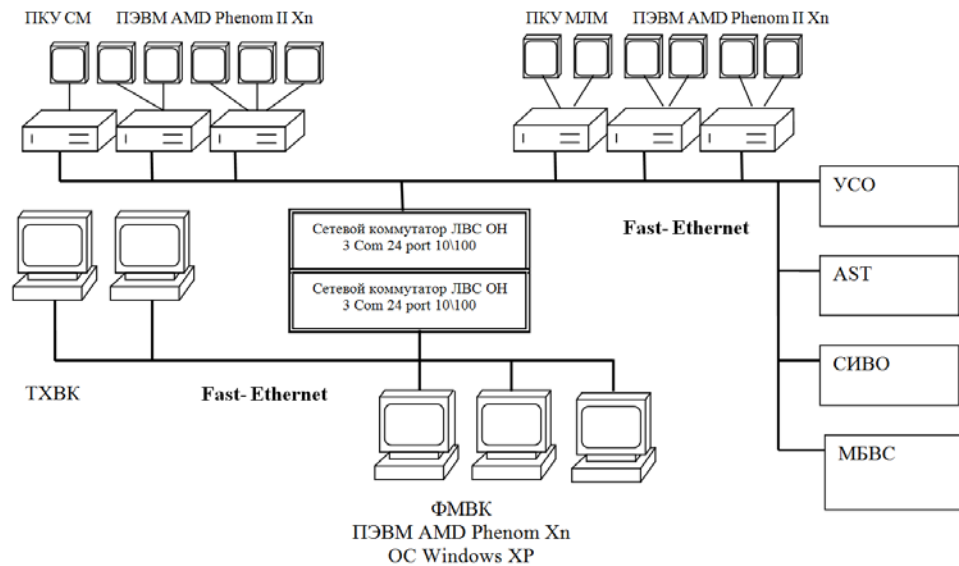 ПКУ СМ ПЭВМ AMD Phenom II Xn
ПКУ МЛМ ПЭВМ AMD Phenom II Xn
УСО
Сетевой коммутатор ЛВС ОН
3 Com 24 port 10\100
Fast- Ethernet
AST
Сетевой коммутатор ЛВС ОН
3 Com 24 port 10\100
СИВО
ТХВК
Fast- Ethernet
МБВС
ФМВК
ПЭВМ AMD Phenom Xn
ОС Windows XP